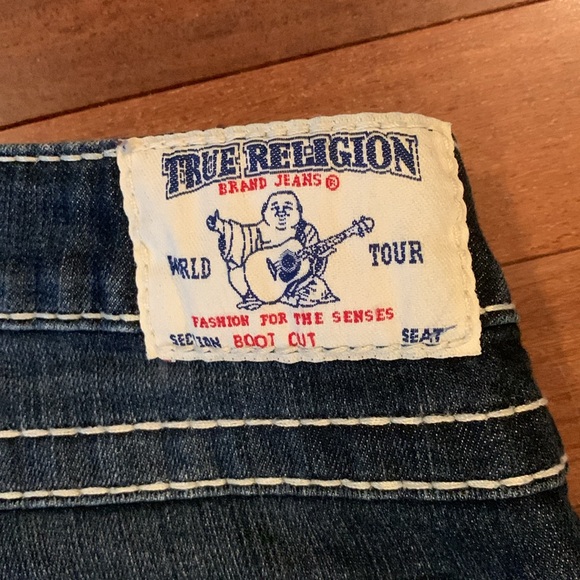 TRUE RELIGION
BRAND JEANS ®
WRLD TOUR
FASHION FOR THE SENSES
SECTION BOOT CUT SEAT